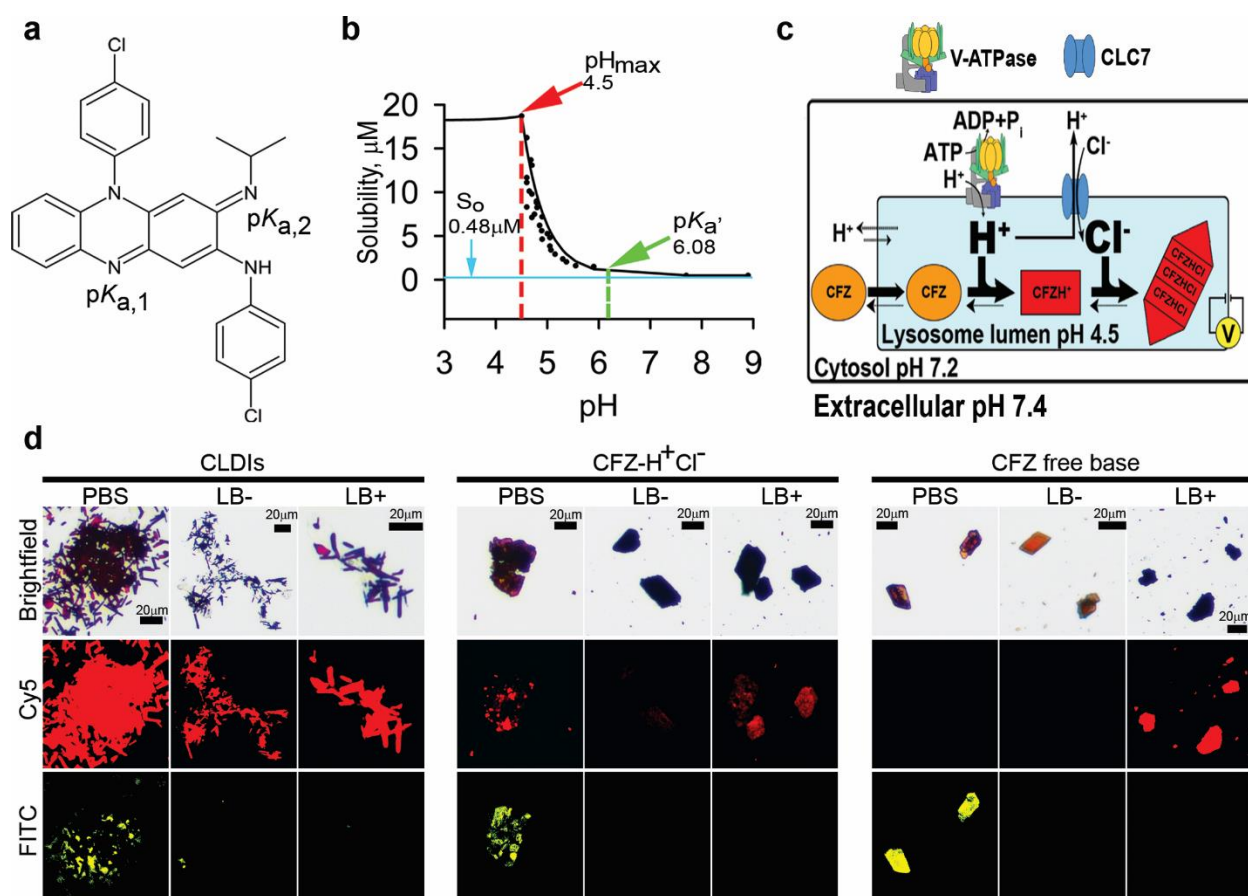 a
Cl
N
N
N
NH
Cl
pKa,1
pKa,2
b
Solubility, µM
20
15
10
5
0
pHmax
4.5
So
0.48µM
pKa’
6.08
3 4 5 6 7 8 9
pH
c
V-ATPase
CLC7
ADP+Pi
ATP
H+
H+
Cl-
H+
H+
Cl-
CFZ
CFZ
CFZH+
CFZHCl
CFZHCl
CFZHCl
V
Lysosome lumen pH 4.5
Cytosol pH 7.2
Extracellular pH 7.4
d
CLDIs
CFZ-H+Cl-
CFZ free base
PBS LB- LB+
PBS LB- LB+
PBS LB- LB+
Brightfield
20µm
20µm
20µm
20µm
20µm
20µm
20µm
20µm
20µm
Cy5
FITC